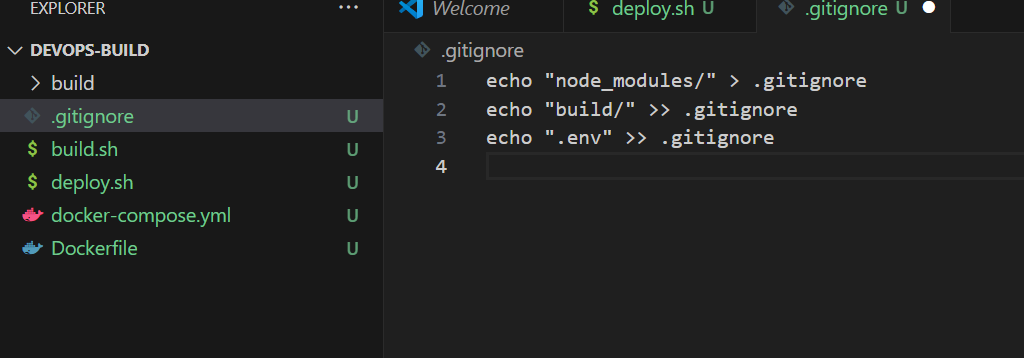 EXPLORER ...
DEVOPS-BUILD
build
.gitignore U
build.sh U
deploy.sh U
docker-compose.yml U
Dockerfile U
Welcome
$ deploy.sh U
.gitignore U
.gitignore
1 echo "node_modules/" > .gitignore
2 echo "build/" >> .gitignore
3 echo ".env" >> .gitignore
4